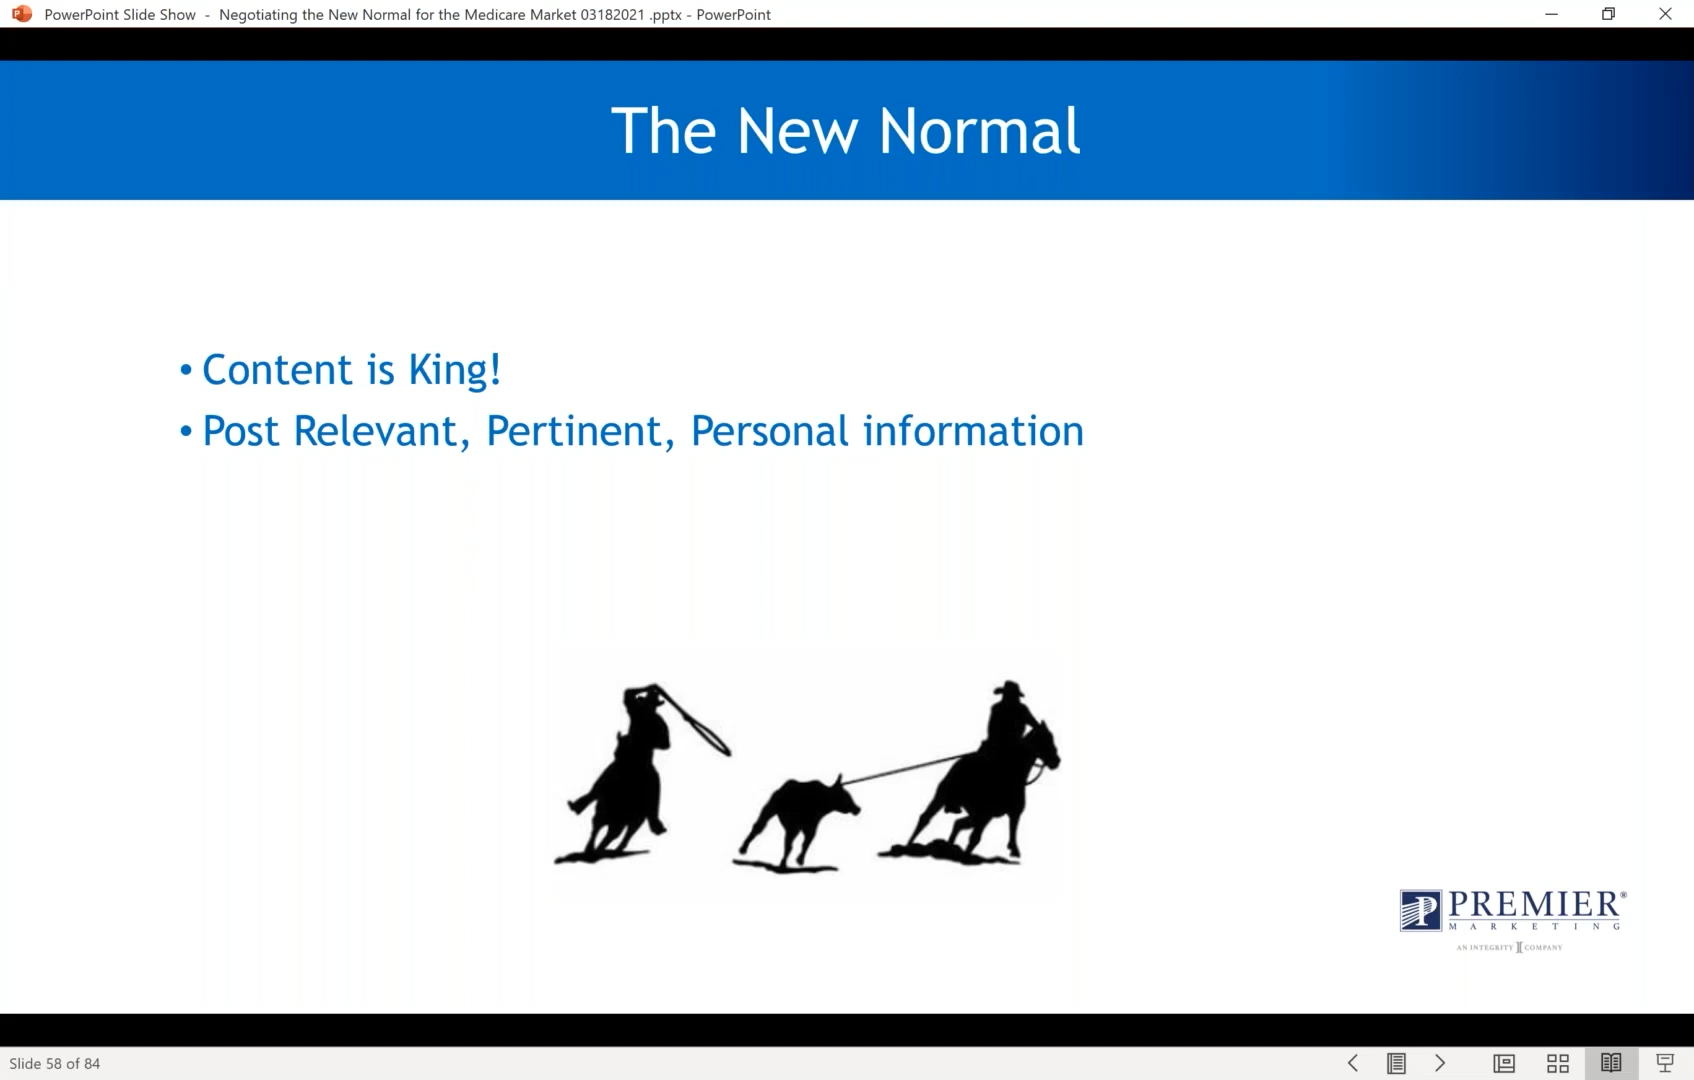 PowerPoint Slide Show - Negotiating the New Normal for the Medicare Market 03182021 .pptx - PowerPoint
The New Normal
• Content is King!
• Post Relevant, Pertinent, Personal information
PREMIER®
MARKETING
AN INTEGRITY COMPANY
Slide 58 of 84